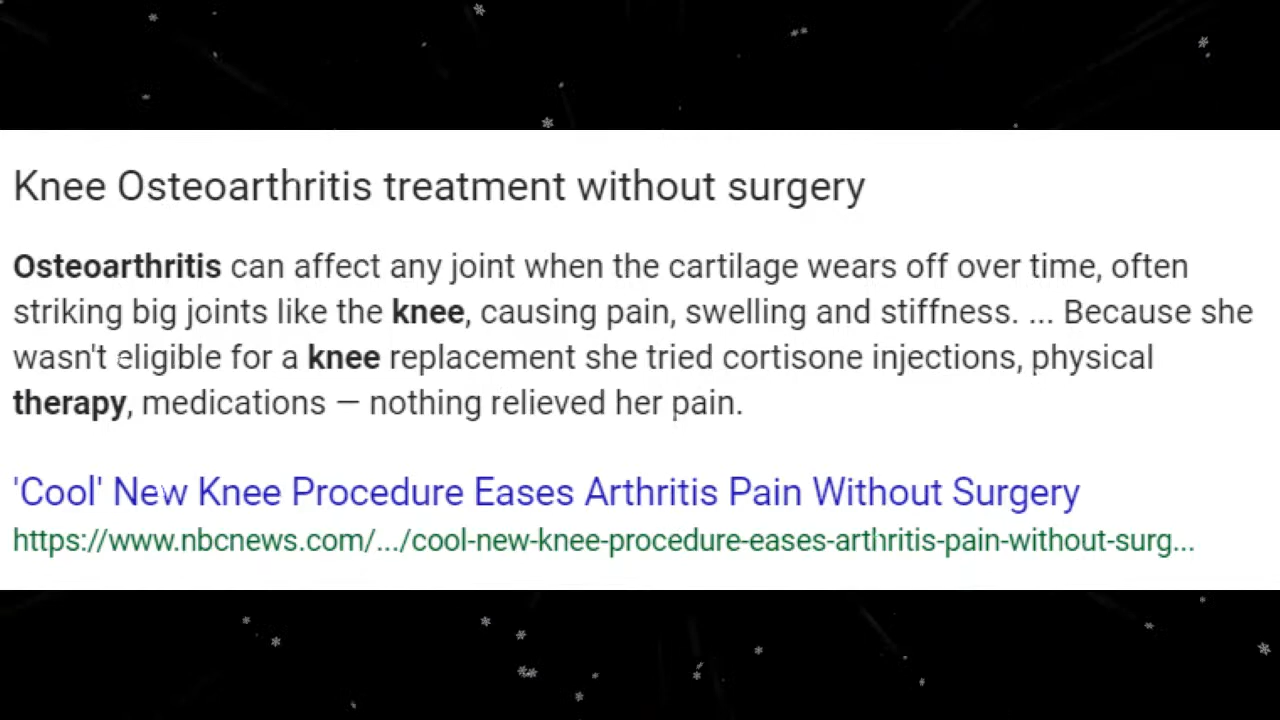 Knee Osteoarthritis treatment without surgery
Osteoarthritis can affect any joint when the cartilage wears off over time, often
striking big joints like the knee, causing pain, swelling and stiffness. ... Because she
wasn't eligible for a knee replacement she tried cortisone injections, physical
therapy, medications — nothing relieved her pain.
'Cool' New Knee Procedure Eases Arthritis Pain Without Surgery
https://www.nbcnews.com/.../cool-new-knee-procedure-eases-arthritis-pain-without-surg...